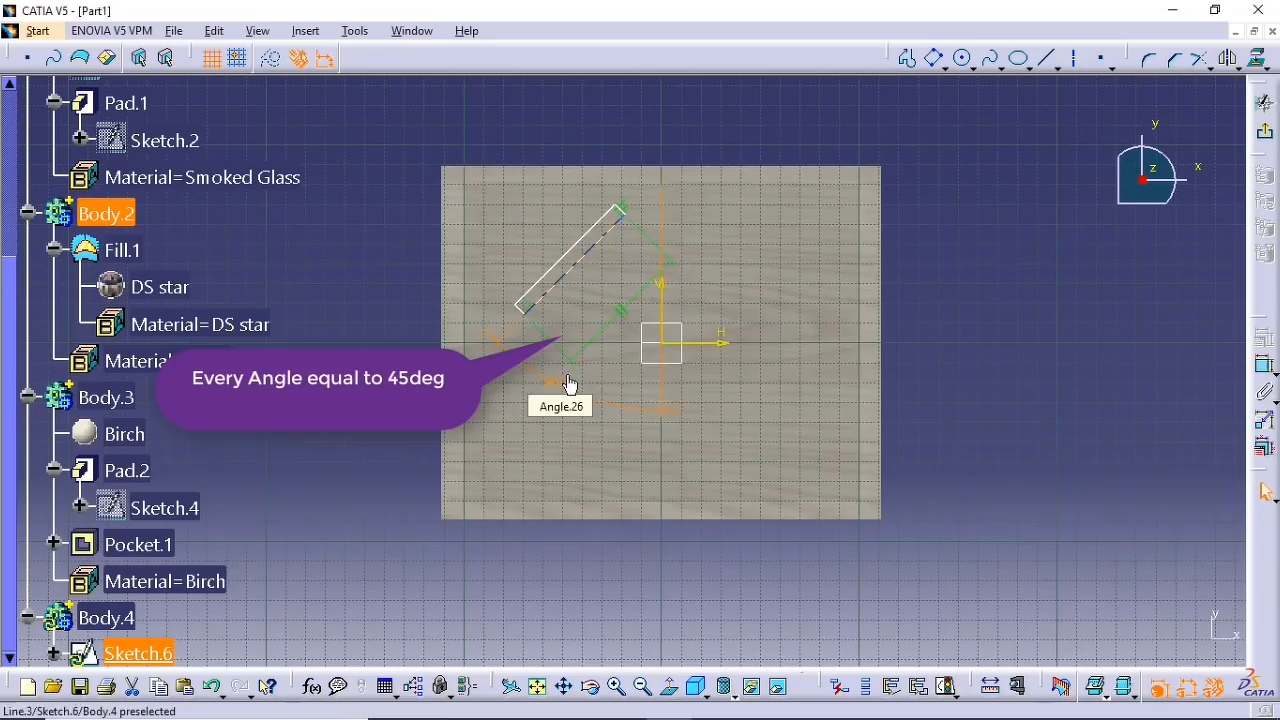 CATIA V5 - [Part1]
Start ENOVIA V5 VPM File Edit View Insert Tools Window Help
Pad.1
Sketch.2
Material=Smoked Glass
Body.2
Fill.1
DS star
Material=DS star
Material
Body.3
Birch
Pad.2
Sketch.4
Pocket.1
Material=Birch
Body.4
Sketch.6
Every Angle equal to 45deg
Angle.26
H
y
x
z
y
x
CATIA
Line.3/Sketch.6/Body.4 preselected